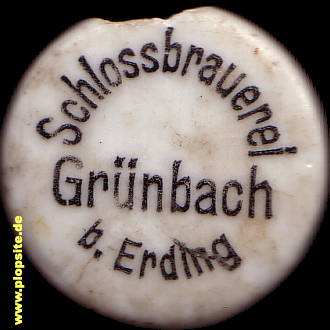 Schlossbrauerei
Grünbach
b. Erding
www.plopsite.de